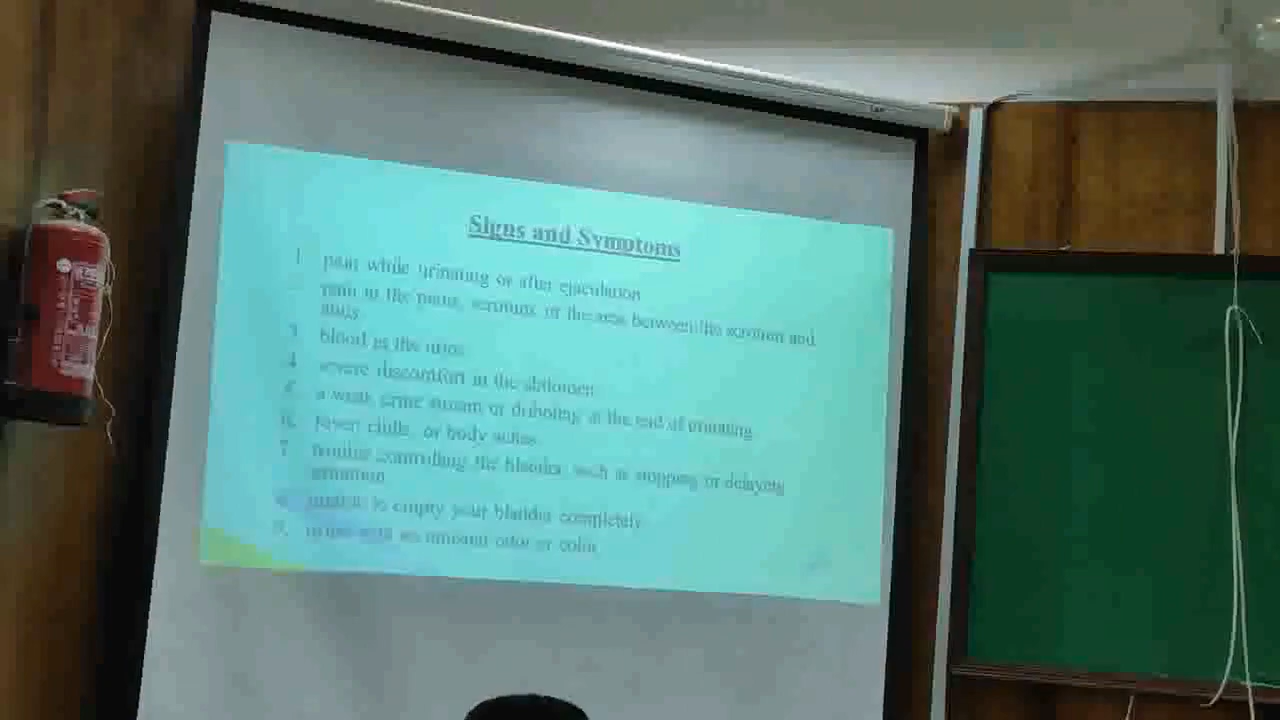 Signs and Symptoms
1. pain while urinating or after ejaculation
pain in the penis, scrotum, or the area between the scrotum and
anus
3. blood in the urine
4. severe discomfort in the abdomen
a weak urine stream or dribbling at the end of urinating
fever, chills, or body aches
7. trouble controlling the bladder, such as stopping or delaying
urination
to empty your bladder completely
9. urine with an unusual odor or color